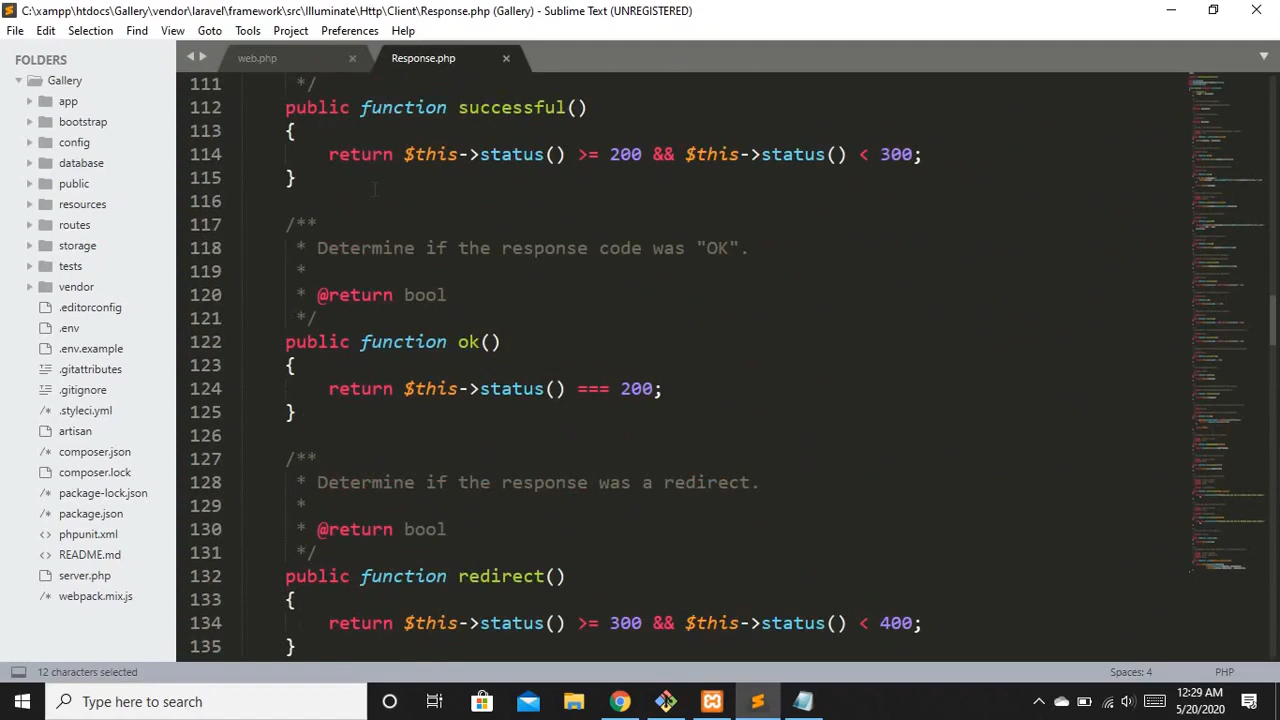 C:\xampp\htdocs\Gallery\vendor\laravel\framework\src\Illuminate\Http\Client\Response.php (Gallery) - Sublime Text (UNREGISTERED)
File Edit Selection Find View Goto Tools Project Preferences Help
FOLDERS
Gallery
app
bootstrap
config
database
public
resources
routes
storage
tests
vendor
.editorconfig
.env
.env.example
.gitattributes
.gitignore
.styleci.yml
artisan
composer.json
composer.lock
package-lock.json
package.json
phpunit.xml
README.md
server.php
webpack.mix.js
web.php
Response.php
111 */
112 public function successful()
113 {
114 return $this->status() >= 200 && $this->status() < 300;
115 }
116
117 /**
118 * Determine if the response code was "OK".
119 *
120 * @return bool
121 */
122 public function ok()
123 {
124 return $this->status() === 200;
125 }
126
127 /**
128 * Determine if the response was a redirect.
129 *
130 * @return bool
131 */
132 public function redirect()
133 {
134 return $this->status() >= 300 && $this->status() < 400;
135 }
12 characters selected
Spaces: 4
PHP
Type here to search
12:29 AM
5/20/2020